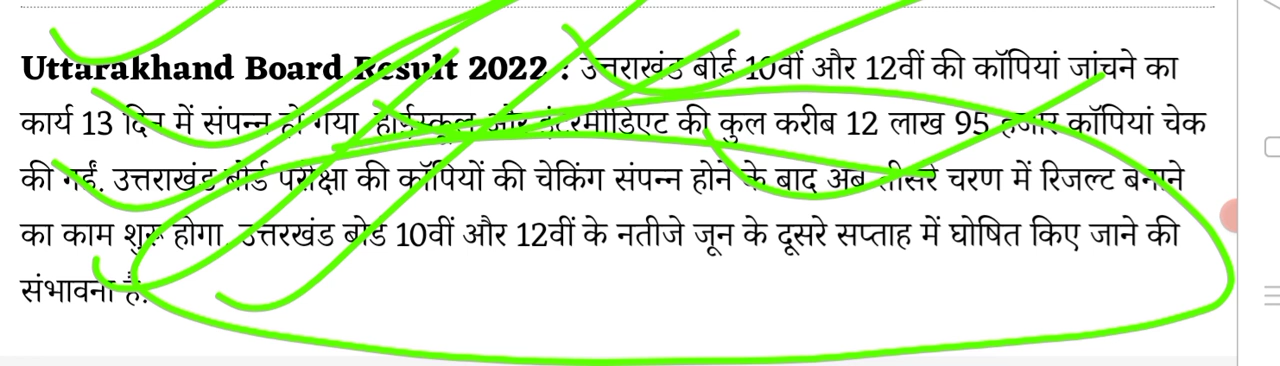 Uttarakhand Board Result 2022 : उत्तराखंड बोर्ड 10वीं और 12वीं की कॉपियां जांचने का
कार्य 13 दिन में संपन्न हो गया. हाईस्कूल और इंटरमीडिएट की कुल करीब 12 लाख 95 हजार कॉपियां चेक
की गईं. उत्तराखंड बोर्ड परीक्षा की कॉपियों की चेकिंग संपन्न होने के बाद अब तीसरे चरण में रिजल्ट बनाने
का काम शुरू होगा. उत्तरखंड बोर्ड 10वीं और 12वीं के नतीजे जून के दूसरे सप्ताह में घोषित किए जाने की
संभावना है.